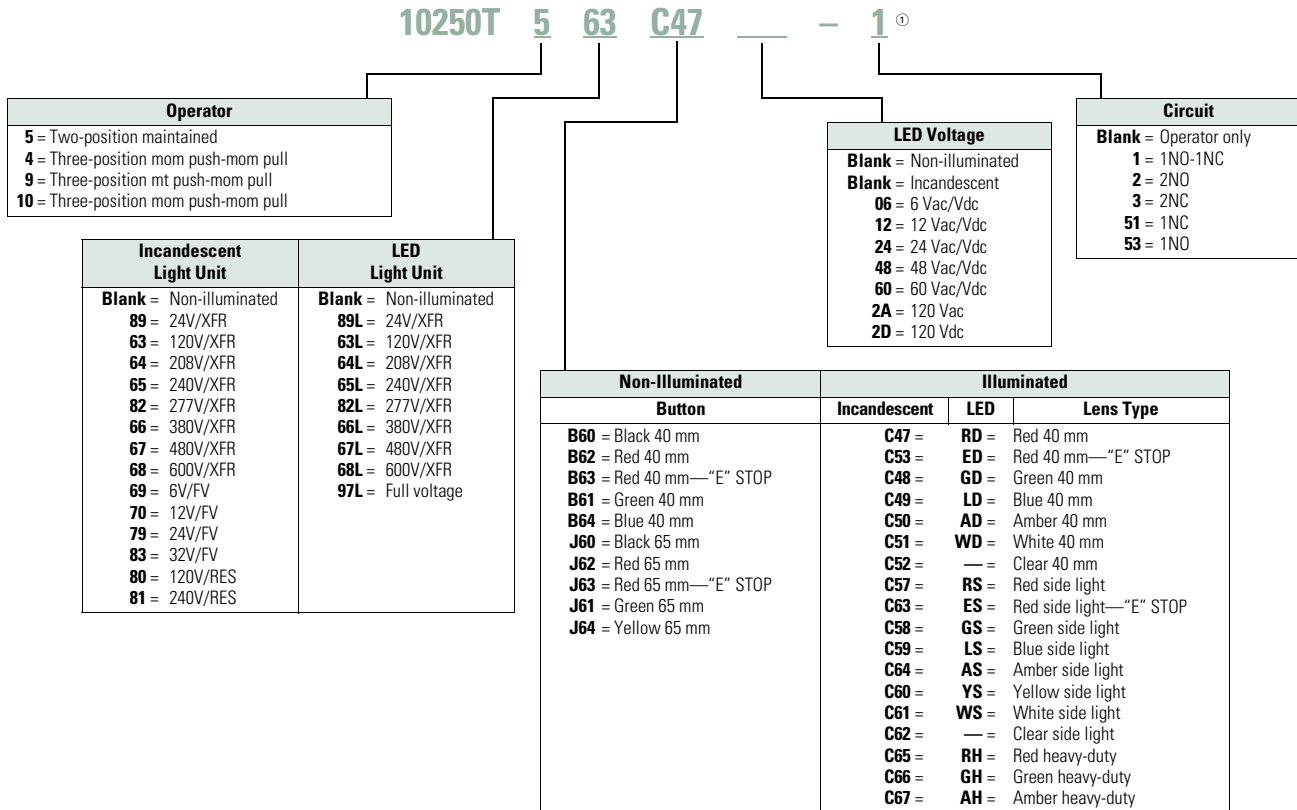 10250T 5 63 C47 ___ – 1 ①
Operator
5 = Two-position maintained
4 = Three-position mom push-mom pull
9 = Three-position mt push-mom pull
10 = Three-position mom push-mom pull
Incandescent Light Unit
Blank = Non-illuminated
89 = 24V/XFR
63 = 120V/XFR
64 = 208V/XFR
65 = 240V/XFR
82 = 277V/XFR
66 = 380V/XFR
67 = 480V/XFR
68 = 600V/XFR
69 = 6V/FV
70 = 12V/FV
79 = 24V/FV
83 = 32V/FV
80 = 120V/RES
81 = 240V/RES
LED Light Unit
Blank = Non-illuminated
89L = 24V/XFR
63L = 120V/XFR
64L = 208V/XFR
65L = 240V/XFR
82L = 277V/XFR
66L = 380V/XFR
67L = 480V/XFR
68L = 600V/XFR
97L = Full voltage
LED Voltage
Blank = Non-illuminated
Blank = Incandescent
06 = 6 Vac/Vdc
12 = 12 Vac/Vdc
24 = 24 Vac/Vdc
48 = 48 Vac/Vdc
60 = 60 Vac/Vdc
2A = 120 Vac
2D = 120 Vdc
Circuit
Blank = Operator only
1 = 1NO-1NC
2 = 2NO
3 = 2NC
51 = 1NC
53 = 1NO
Non-Illuminated
Button
B60 = Black 40 mm
B62 = Red 40 mm
B63 = Red 40 mm—“E” STOP
B61 = Green 40 mm
B64 = Blue 40 mm
J60 = Black 65 mm
J62 = Red 65 mm
J63 = Red 65 mm—“E” STOP
J61 = Green 65 mm
J64 = Yellow 65 mm
Illuminated
Incandescent LED Lens Type
C47 = RD = Red 40 mm
C53 = ED = Red 40 mm—“E” STOP
C48 = GD = Green 40 mm
C49 = LD = Blue 40 mm
C50 = AD = Amber 40 mm
C51 = WD = White 40 mm
C52 = — = Clear 40 mm
C57 = RS = Red side light
C63 = ES = Red side light—“E” STOP
C58 = GS = Green side light
C59 = LS = Blue side light
C64 = AS = Amber side light
C60 = YS = Yellow side light
C61 = WS = White side light
C62 = — = Clear side light
C65 = RH = Red heavy-duty
C66 = GH = Green heavy-duty
C67 = AH = Amber heavy-duty